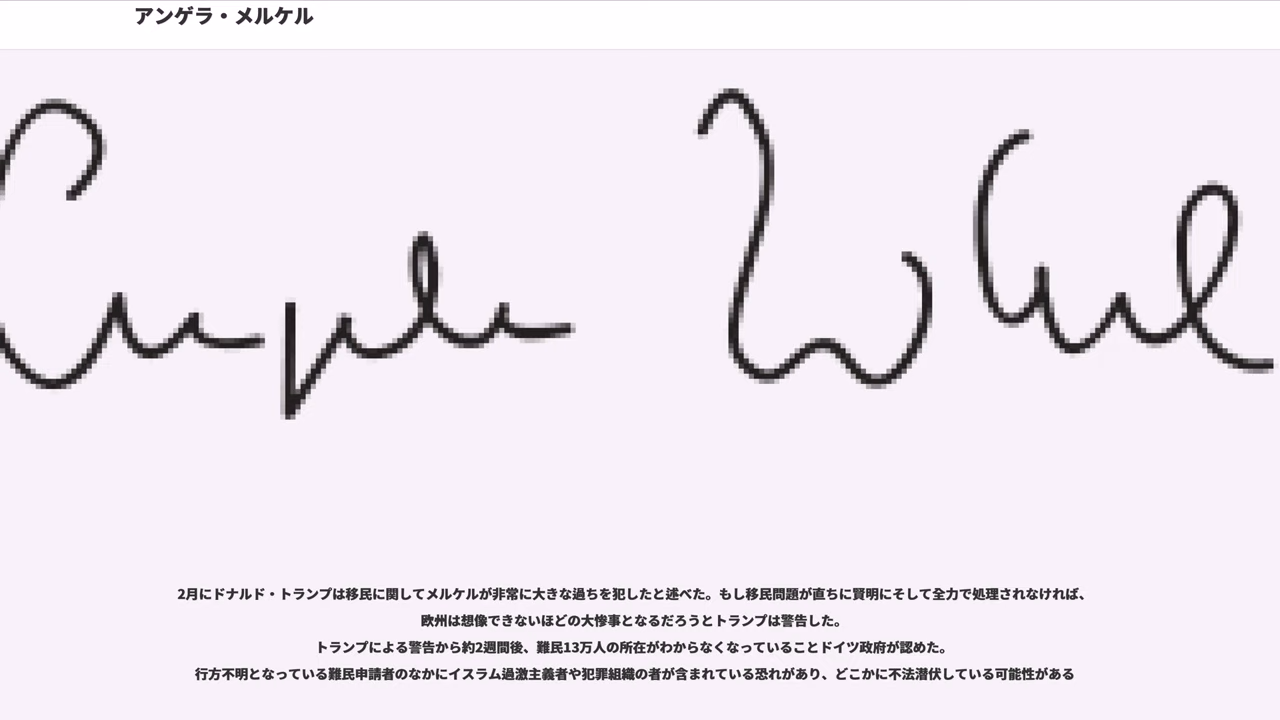 アンゲラ・メルケル
2月にドナルド・トランプは移民に関してメルケルが非常に大きな過ちを犯したと述べた。もし移民問題が直ちに賢明にそして全力で処理されなければ、
欧州は想像できないほどの大惨事となるだろうとトランプは警告した。
トランプによる警告から約2週間後、難民13万人の所在がわからなくなっていることドイツ政府が認めた。
行方不明となっている難民申請者のなかにイスラム過激主義者や犯罪組織の者が含まれている恐れがあり、どこかに不法潜伏している可能性がある